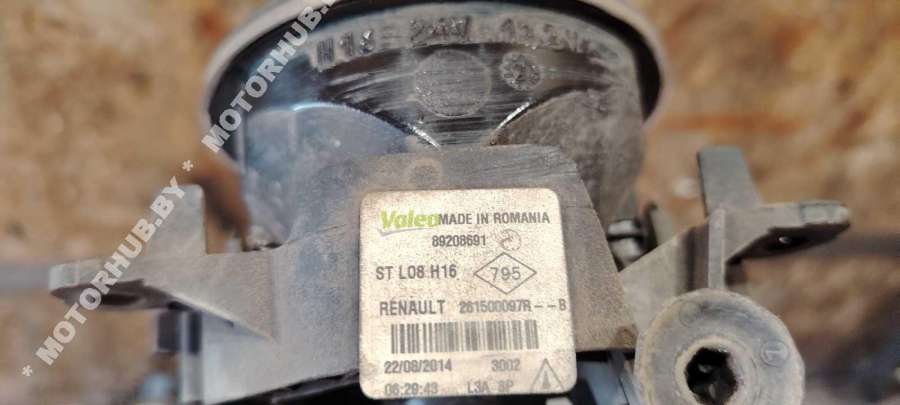 Valeo MADE IN ROMANIA
89208691
ST L08 H16 795
RENAULT 261500097R--B
22/08/2014 3002
06:29:43 L3A 8P
* MOTORHUB.BY * MOTORHUB